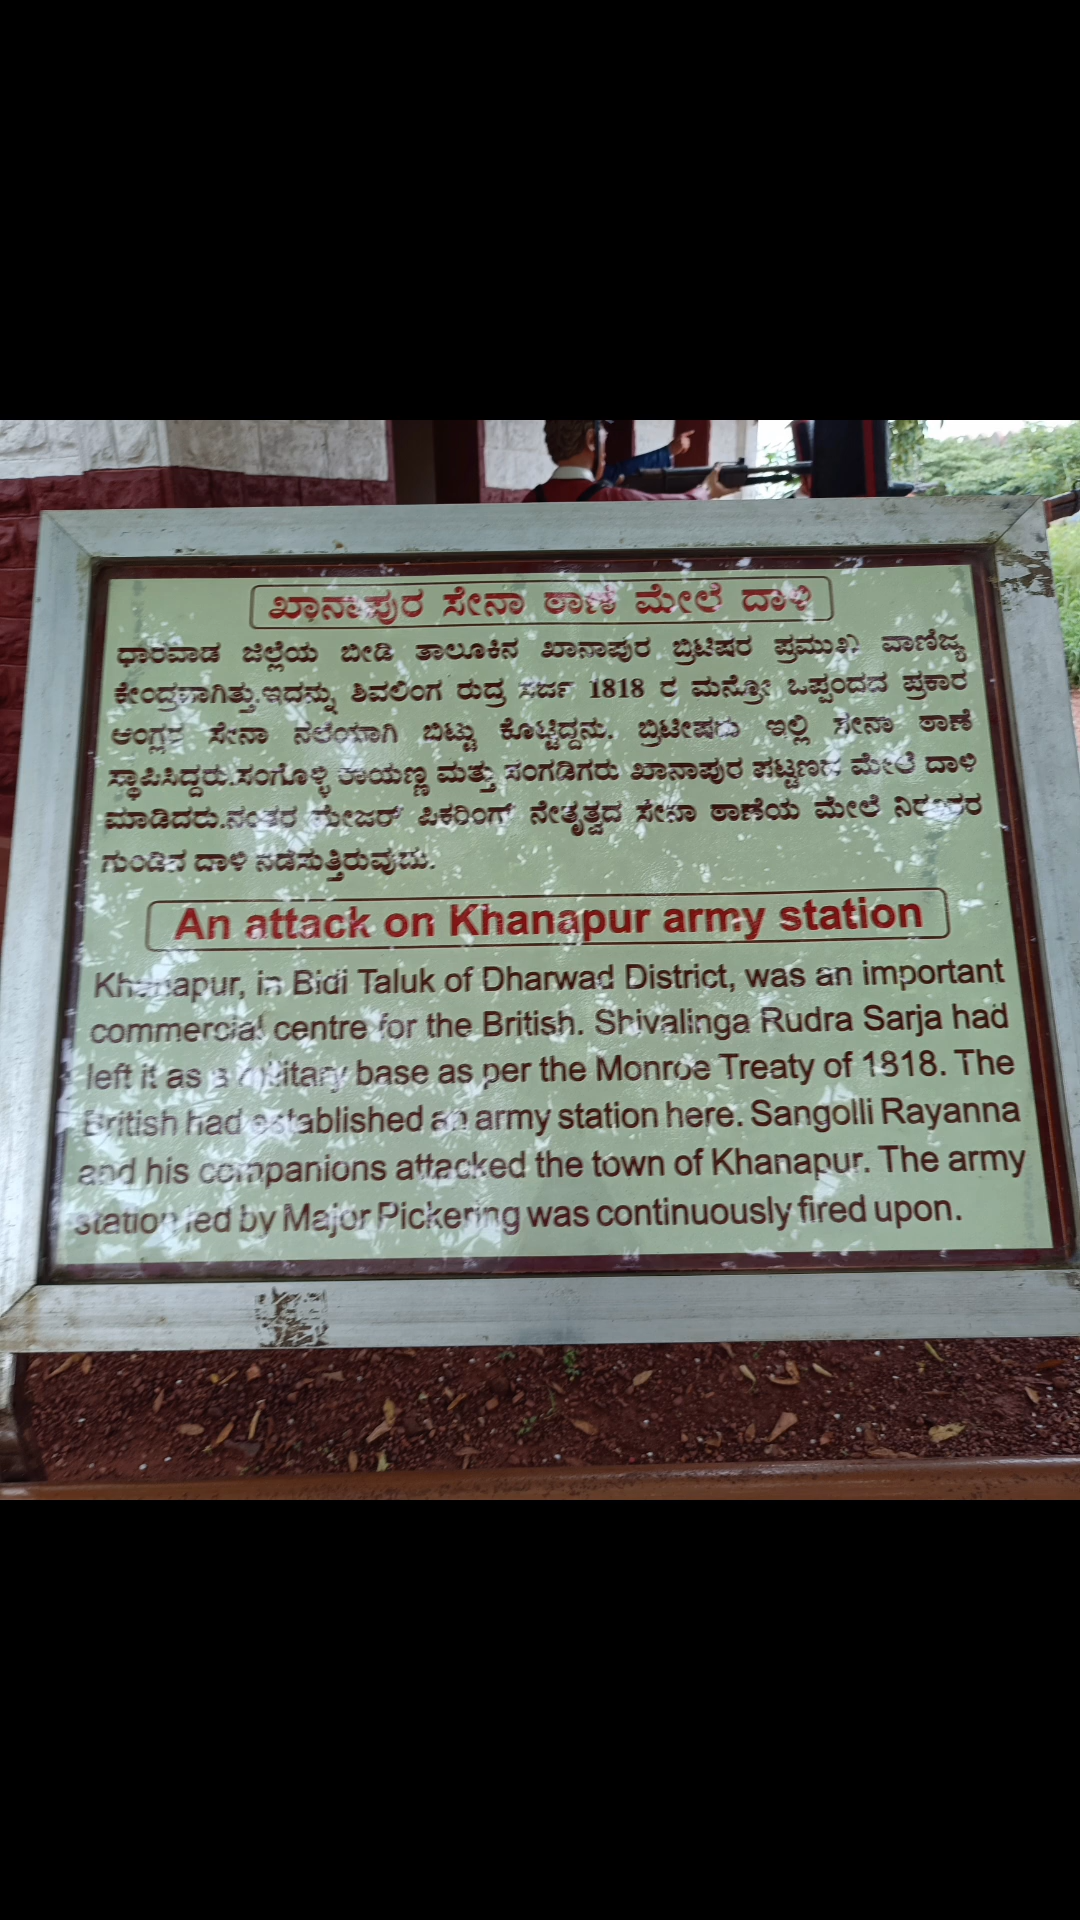 ಖಾನಾಪುರ ಸೇನಾ ಠಾಣೆ ಮೇಲೆ ದಾಳಿ
ಧಾರವಾಡ ಜಿಲ್ಲೆಯ ಬೀಡಿ ತಾಲೂಕಿನ ಖಾನಾಪುರ ಬ್ರಿಟಿಷರ ಪ್ರಮುಖ ವಾಣಿಜ್ಯ
ಕೇಂದ್ರವಾಗಿತ್ತು.ಇದನ್ನು ಶಿವಲಿಂಗ ರುದ್ರ ಸರ್ಜ 1818 ರ ಮನ್ರೋ ಒಪ್ಪಂದದ ಪ್ರಕಾರ
ಆಂಗ್ಲರ ಸೇನಾ ನೆಲೆಯಾಗಿ ಬಿಟ್ಟು ಕೊಟ್ಟಿದ್ದನು. ಬ್ರಿಟೀಷರು ಇಲ್ಲಿ ಸೇನಾ ಠಾಣೆ
ಸ್ಥಾಪಿಸಿದ್ದರು.ಸಂಗೊಳ್ಳಿ ರಾಯಣ್ಣ ಮತ್ತು ಸಂಗಡಿಗರು ಖಾನಾಪುರ ಪಟ್ಟಣದ ಮೇಲೆ ದಾಳಿ
ಮಾಡಿದರು.ನಂತರ ಮೇಜರ್ ಪಿಕರಿಂಗ್ ನೇತೃತ್ವದ ಸೇನಾ ಠಾಣೆಯ ಮೇಲೆ ನಿರಂತರ
ಗುಂಡಿನ ದಾಳಿ ನಡೆಸುತ್ತಿರುವುದು.
An attack on Khanapur army station
Khanapur, in Bidi Taluk of Dharwad District, was an important
commercial centre for the British. Shivalinga Rudra Sarja had
left it as a military base as per the Monroe Treaty of 1818. The
British had established an army station here. Sangolli Rayanna
and his companions attacked the town of Khanapur. The army
station led by Major Pickering was continuously fired upon.